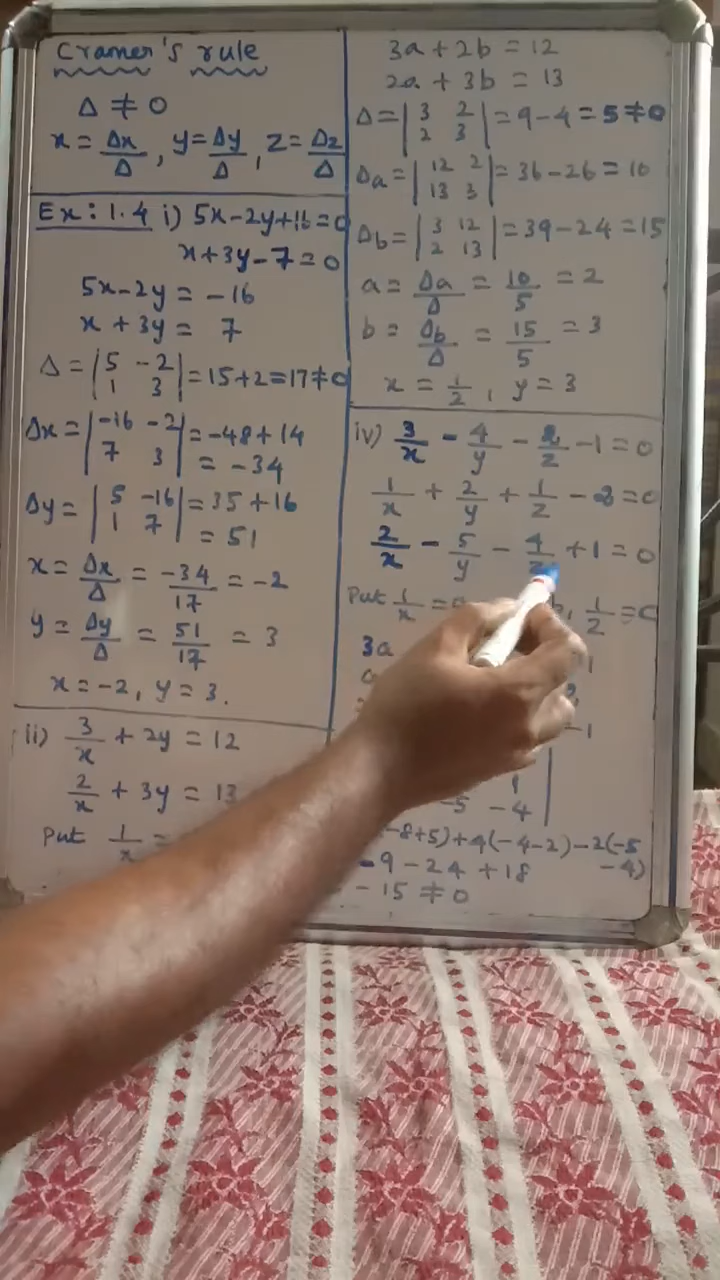 Cramer's rule
Δ ≠ 0
x = Δx/Δ , y = Δy/Δ , z = Δz/Δ
Ex: 1.4 i) 5x-2y+16=0
x+3y-7=0
5x-2y = -16
x + 3y = 7
Δ = |5 -2| = 15+2 = 17 ≠ 0
|1 3|
Δx = |-16 -2| = -48+14
|7 3| = -34
Δy = |5 -16| = 35+16
|1 7| = 51
x = Δx/Δ = -34/17 = -2
y = Δy/Δ = 51/17 = 3
x = -2, y = 3.
ii) 3/x + 2y = 12
2/x + 3y = 13
Put 1/x =
3a + 2b = 12
2a + 3b = 13
Δ = |3 2| = 9-4 = 5 ≠ 0
|2 3|
Δa = |12 2| = 36-26 = 10
|13 3|
Δb = |3 12| = 39-24 = 15
|2 13|
a = Δa/Δ = 10/5 = 2
b = Δb/Δ = 15/5 = 3
x = 1/2, y = 3
iv) 3/x - 4/y - 2/z - 1 = 0
1/x + 2/y + 1/z - 2 = 0
2/x - 5/y - 4/z + 1 = 0
Put 1/x = , 1/z = c
3a
-1
1
-5 -4
-8+5)+4(-4-2)-2(-5
-4)
-9-24+18
-15 ≠ 0